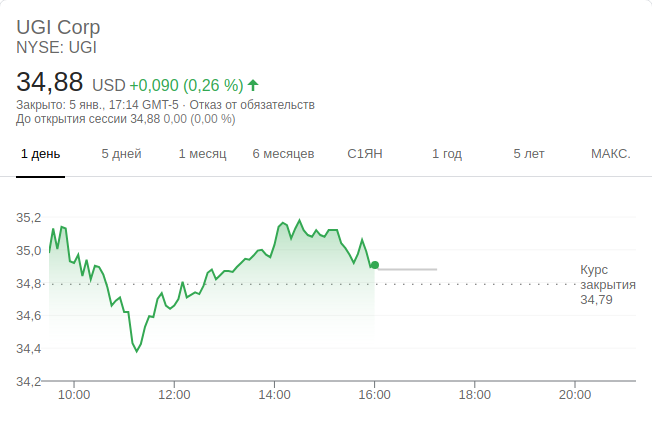 UGI Corp
NYSE: UGI
34,88 USD +0,090 (0,26 %)
Закрыто: 5 янв., 17:14 GMT-5 · Отказ от обязательств
До открытия сессии 34,88 0,00 (0,00 %)
1 день 5 дней 1 месяц 6 месяцев С1ЯН 1 год 5 лет МАКС.
35,2
35,0
34,8
34,6
34,4
34,2
Курс
закрытия
34,79
10:00 12:00 14:00 16:00 18:00 20:00